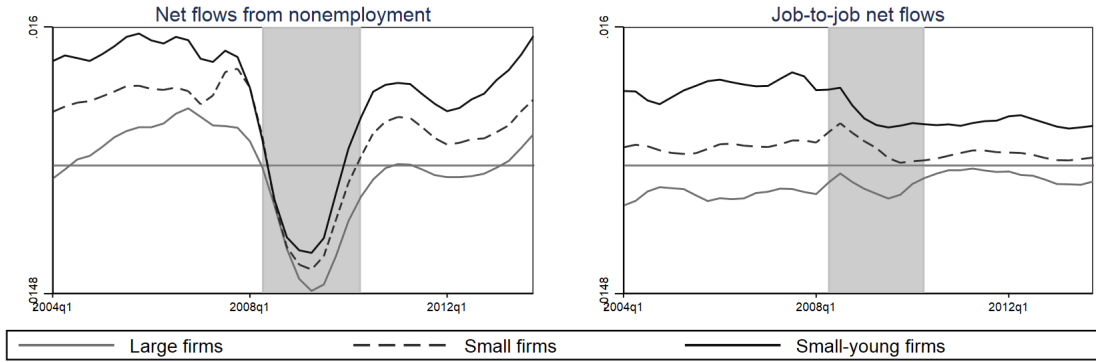 Net flows from nonemployment
.016
.0148
2004q1 2008q1 2012q1
Job-to-job net flows
.016
.0148
2004q1 2008q1 2012q1
Large firms Small firms Small-young firms